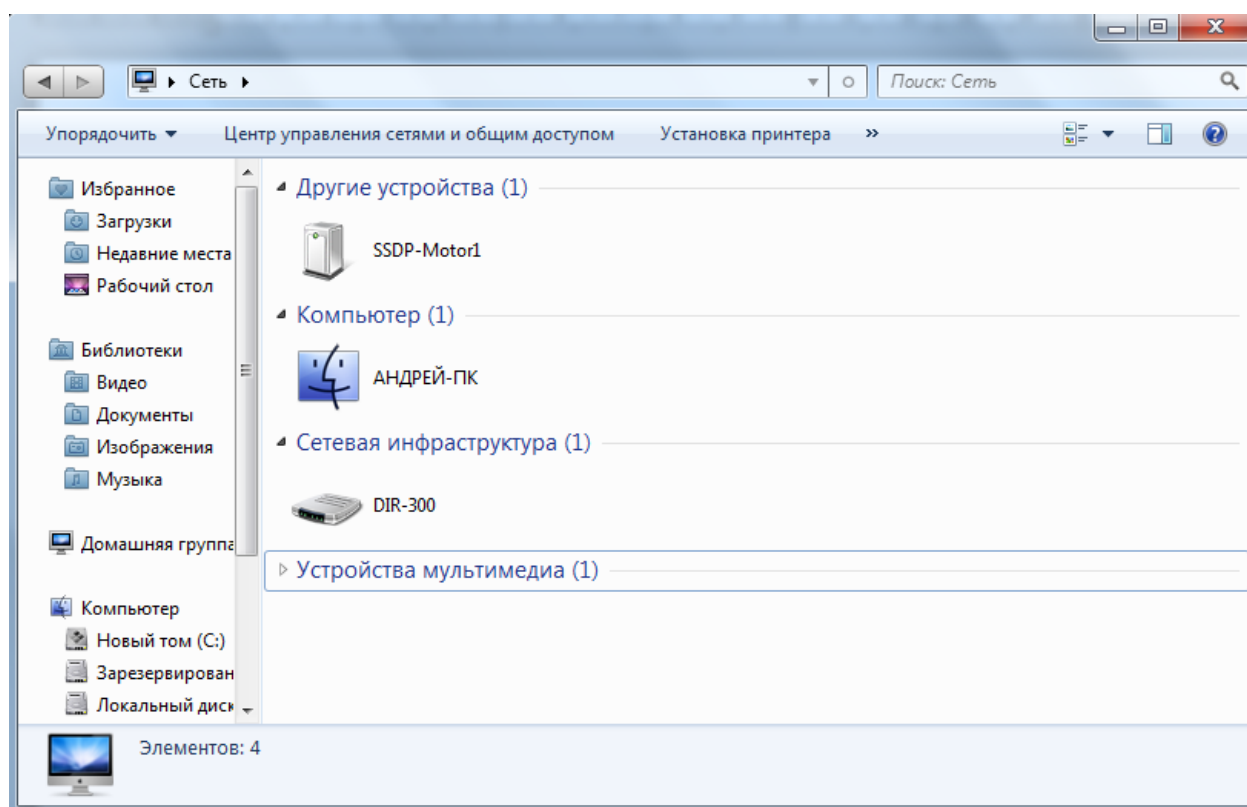 Сеть
Поиск: Сеть
Упорядочить Центр управления сетями и общим доступом Установка принтера »
Избранное
Загрузки
Недавние места
Рабочий стол
Библиотеки
Видео
Документы
Изображения
Музыка
Домашняя группа
Компьютер
Новый том (C:)
Зарезервирован
Локальный диск
Другие устройства (1)
SSDP-Motor1
Компьютер (1)
АНДРЕЙ-ПК
Сетевая инфраструктура (1)
DIR-300
Устройства мультимедиа (1)
Элементов: 4